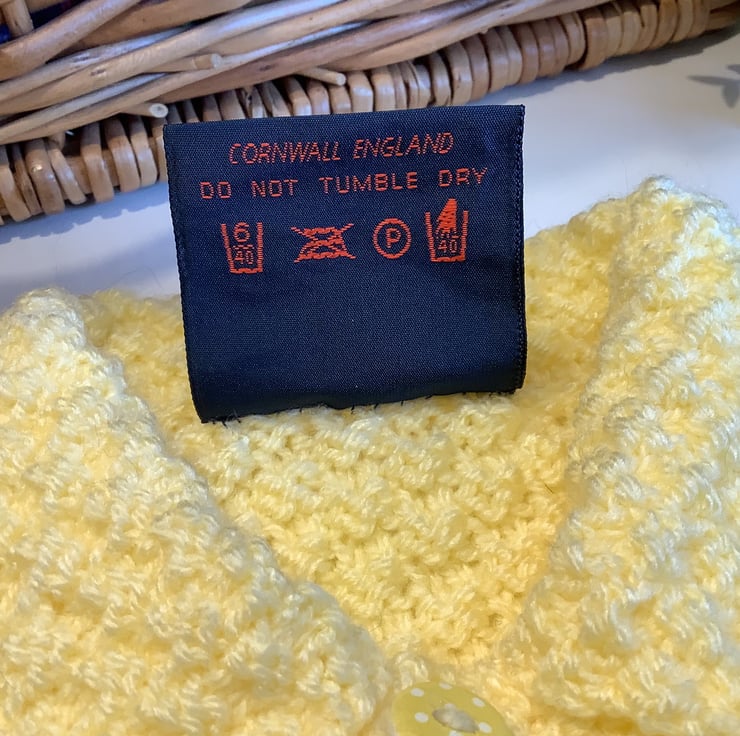 CORNWALL ENGLAND
DO NOT TUMBLE DRY
6 40 P 40